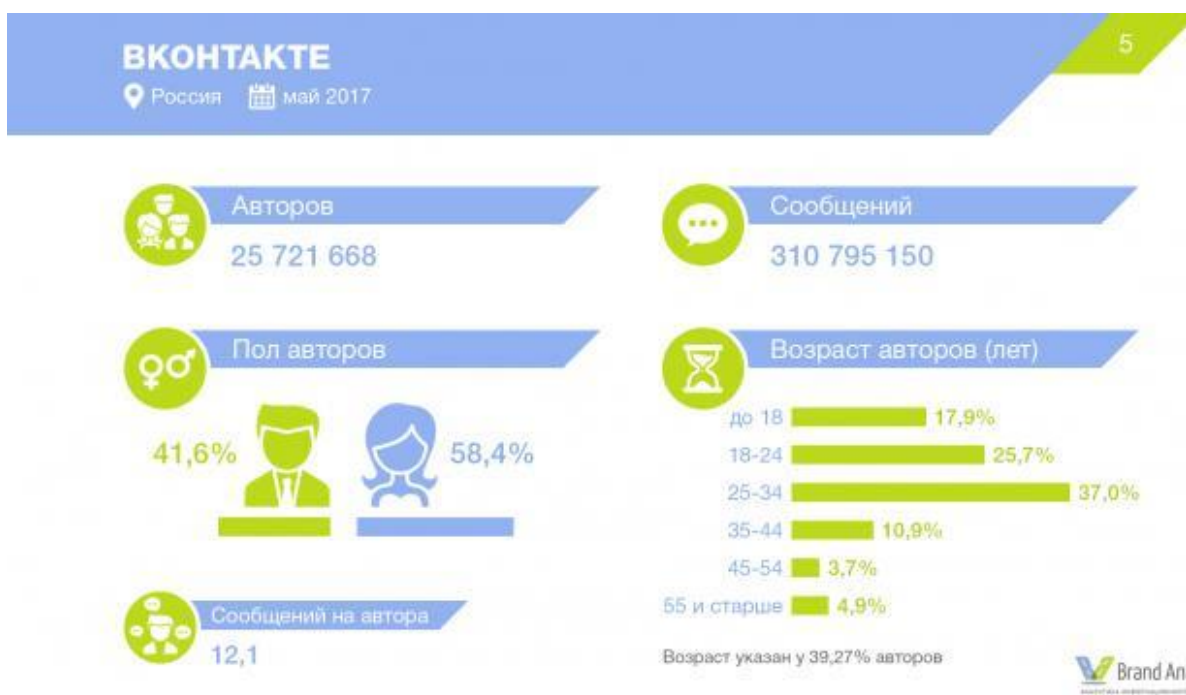 ВКОНТАКТЕ
Россия май 2017
5
Авторов
25 721 668
Сообщений
310 795 150
Пол авторов
41,6%
58,4%
Сообщений на автора
12,1
Возраст авторов (лет)
до 18 17,9%
18-24 25,7%
25-34 37,0%
35-44 10,9%
45-54 3,7%
55 и старше 4,9%
Возраст указан у 39,27% авторов
Brand An